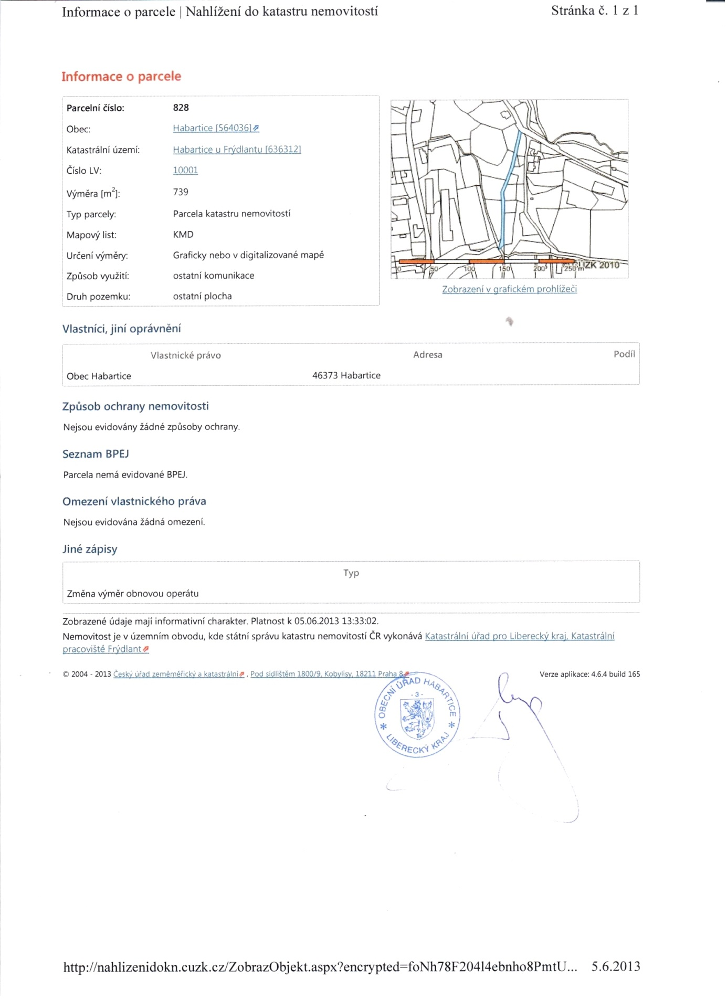 Informace o parcele | Nahlížení do katastru nemovitostí
Stránka č. 1 z 1
Informace o parcele
Parcelní číslo: 828
Obec: Habartice [564036]
Katastrální území: Habartice u Frýdlantu [636312]
Číslo LV: 10001
Výměra [m²]: 739
Typ parcely: Parcela katastru nemovitostí
Mapový list: KMD
Určení výměry: Graficky nebo v digitalizované mapě
Způsob využití: ostatní komunikace
Druh pozemku: ostatní plocha
0 50 100 150 200 250 m ČÚZK 2010
Zobrazení v grafickém prohlížeči
Vlastníci, jiní oprávnění
Vlastnické právo Adresa Podíl
Obec Habartice 46373 Habartice
Způsob ochrany nemovitosti
Nejsou evidovány žádné způsoby ochrany.
Seznam BPEJ
Parcela nemá evidované BPEJ.
Omezení vlastnického práva
Nejsou evidována žádná omezení.
Jiné zápisy
Typ
Změna výměr obnovou operátu
Zobrazené údaje mají informativní charakter. Platnost k 05.06.2013 13:33:02.
Nemovitost je v územním obvodu, kde státní správu katastru nemovitostí ČR vykonává Katastrální úřad pro Liberecký kraj, Katastrální
pracoviště Frýdlant
© 2004 - 2013 Český úřad zeměměřický a katastrální , Pod sídlištěm 1800/9, Kobylisy, 18211 Praha 8
Verze aplikace: 4.6.4 build 165
OBECNÍ ÚŘAD HABARTICE
- 3 -
* LIBERECKÝ KRAJ *
http://nahlizenidokn.cuzk.cz/ZobrazObjekt.aspx?encrypted=foNh78F204l4ebnho8PmtU... 5.6.2013